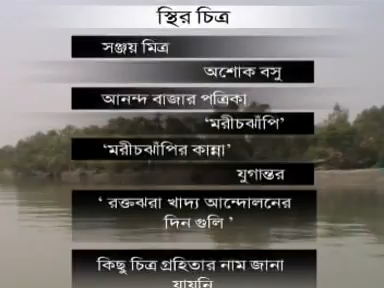 স্থির চিত্র
সঞ্জয় মিত্র
অশোক বসু
আনন্দ বাজার পত্রিকা
‘মরীচঝাঁপি’
‘মরীচঝাঁপির কান্না’
যুগান্তর
‘ রক্তঝরা খাদ্য আন্দোলনের
দিন গুলি ’
কিছু চিত্র গ্রহিতার নাম জানা
যায়নি